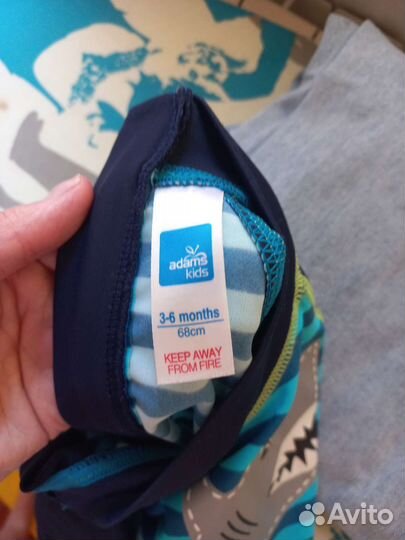 adams
kids
3-6 months
68cm
KEEP AWAY
FROM FIRE
Avito